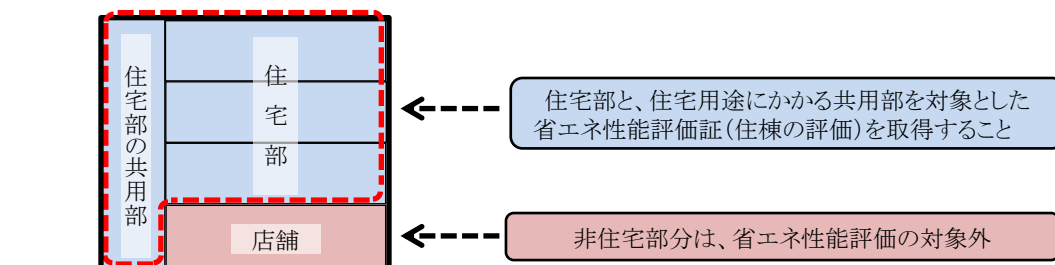 住宅部の共用部
住宅部
住宅部と、住宅用途にかかる共用部を対象とした
省エネ性能評価証(住棟の評価)を取得すること
店舗
非住宅部分は、省エネ性能評価の対象外